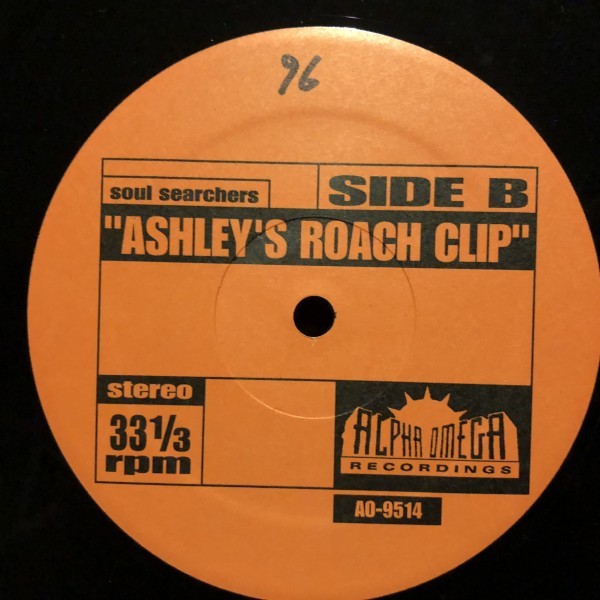 96
soul searchers
SIDE B
"ASHLEY'S ROACH CLIP"
stereo
33 1/3
rpm
ALPHA OMEGA
RECORDINGS
AO-9514